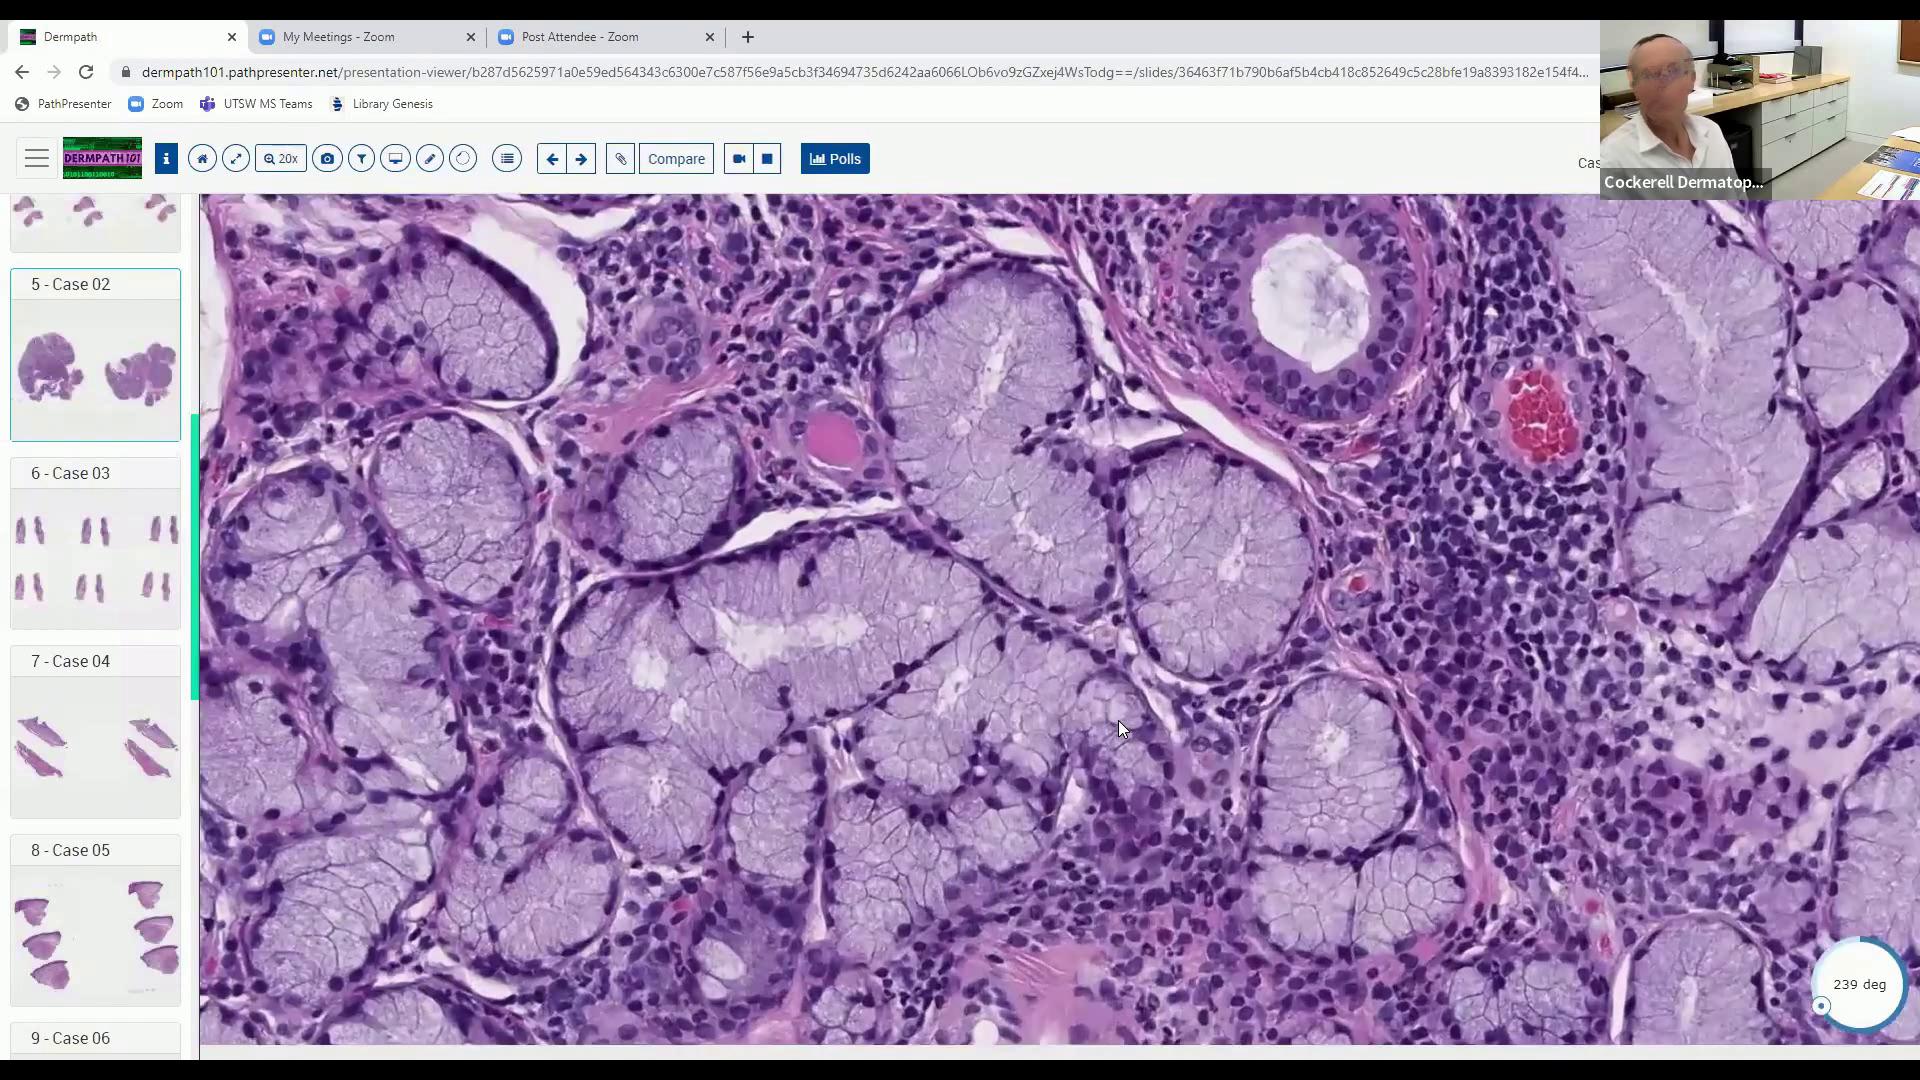 Dermpath
My Meetings - Zoom
Post Attendee - Zoom
dermpath101.pathpresenter.net/presentation-viewer/b287d5625971a0e59ed564343c6300e7c587f56e9a5cb3f34694735d6242aa6066LOb6vo9zGZxej4WsTodg==/slides/36463f71b790b6af5b4cb418c852649c5c28bfe19a8393182e154f4...
PathPresenter
Zoom
UTSW MS Teams
Library Genesis
DERMPATH 101
20x
Compare
Polls
Cas
Cockerell Dermatop...
5 - Case 02
6 - Case 03
7 - Case 04
8 - Case 05
9 - Case 06
239 deg